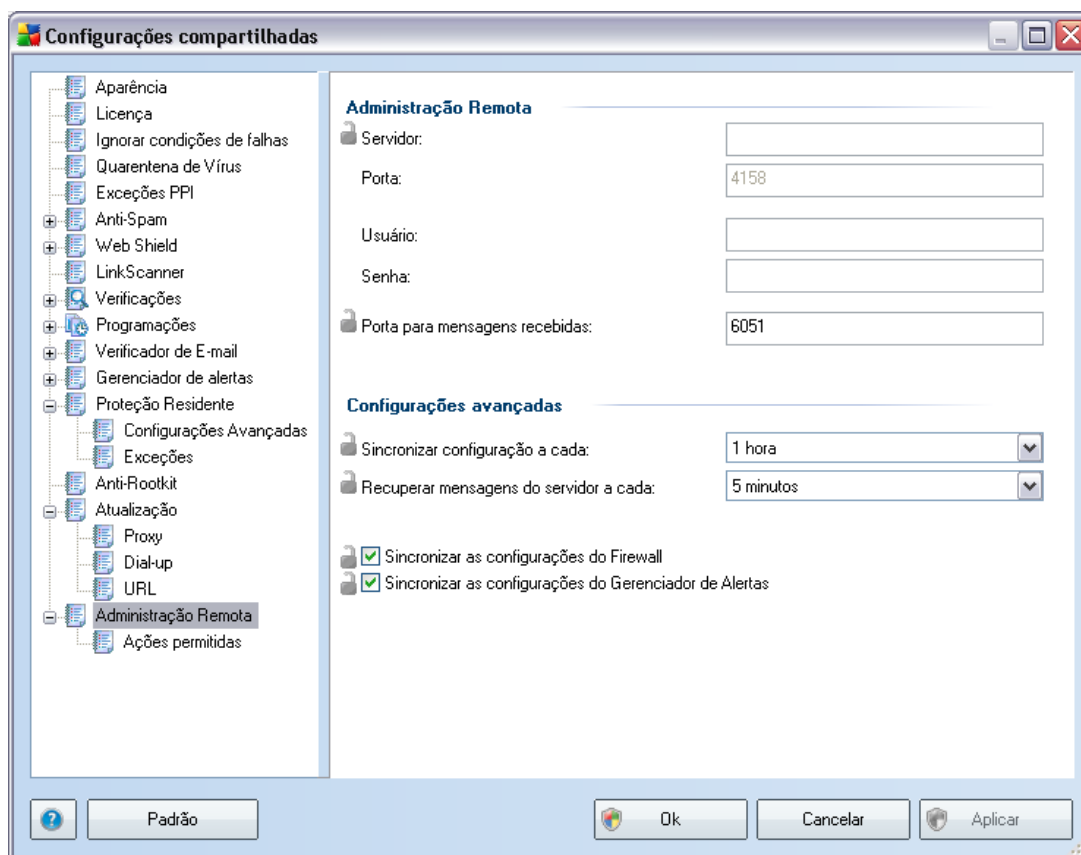 Configurações compartilhadas
Aparência
Licença
Ignorar condições de falhas
Quarentena de Vírus
Exceções PPI
Anti-Spam
Web Shield
LinkScanner
Verificações
Programações
Verificador de E-mail
Gerenciador de alertas
Proteção Residente
Configurações Avançadas
Exceções
Anti-Rootkit
Atualização
Proxy
Dial-up
URL
Administração Remota
Ações permitidas
Administração Remota
Servidor:
Porta: 4158
Usuário:
Senha:
Porta para mensagens recebidas: 6051
Configurações avançadas
Sincronizar configuração a cada: 1 hora
Recuperar mensagens do servidor a cada: 5 minutos
Sincronizar as configurações do Firewall
Sincronizar as configurações do Gerenciador de Alertas
? Padrão Ok Cancelar Aplicar